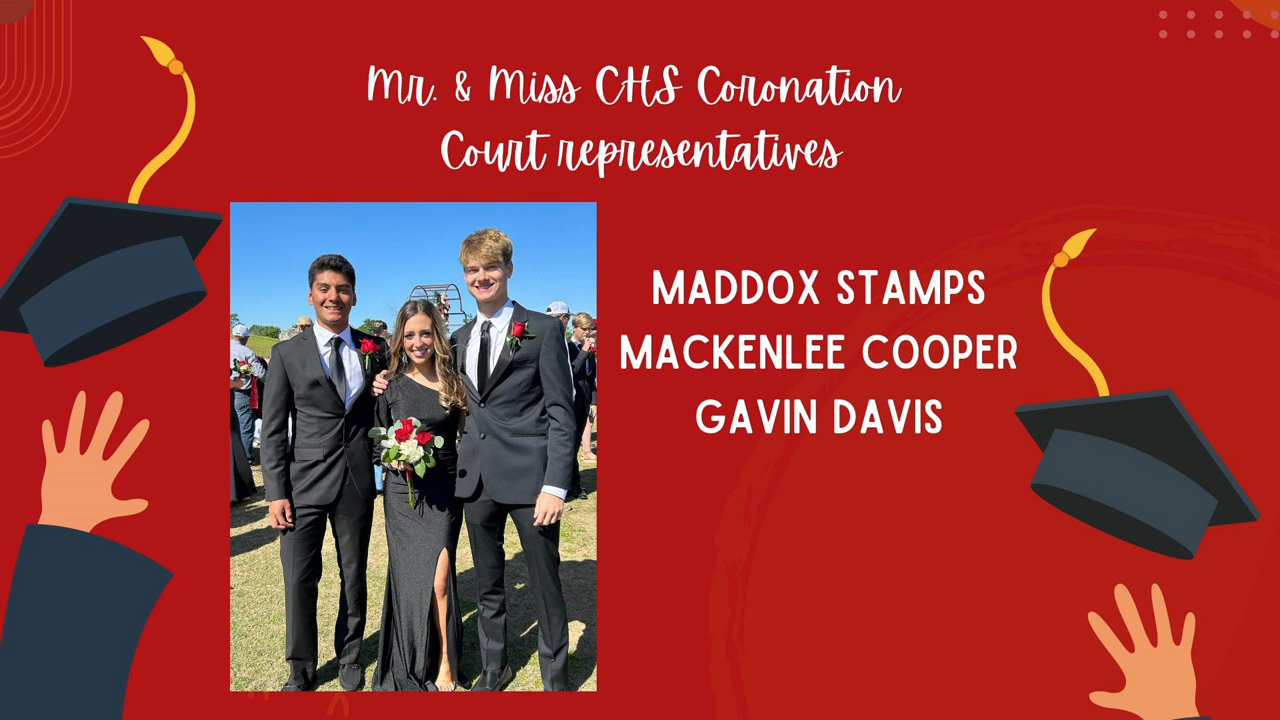 Mr. & Miss CHS Coronation
Court representatives
MADDOX STAMPS
MACKENLEE COOPER
GAVIN DAVIS